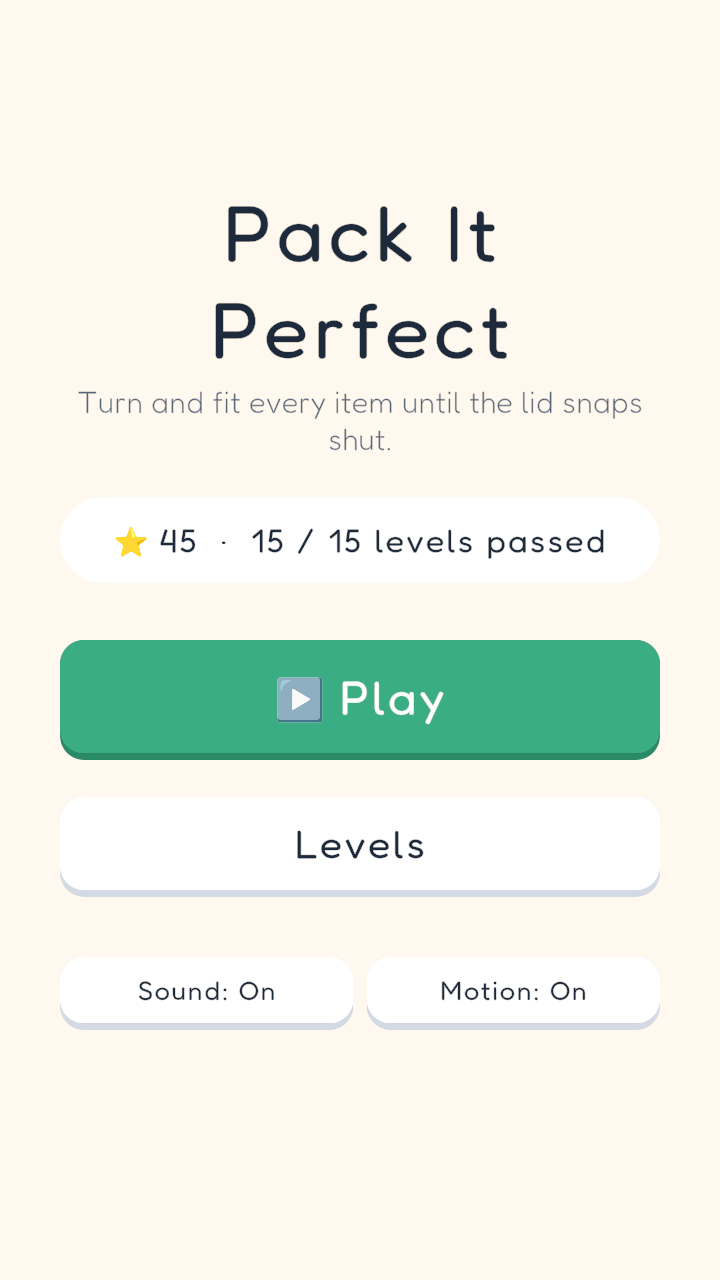 Pack It
Perfect
Turn and fit every item until the lid snaps
shut.
⭐ 45 · 15 / 15 levels passed
▶️ Play
Levels
Sound: On
Motion: On